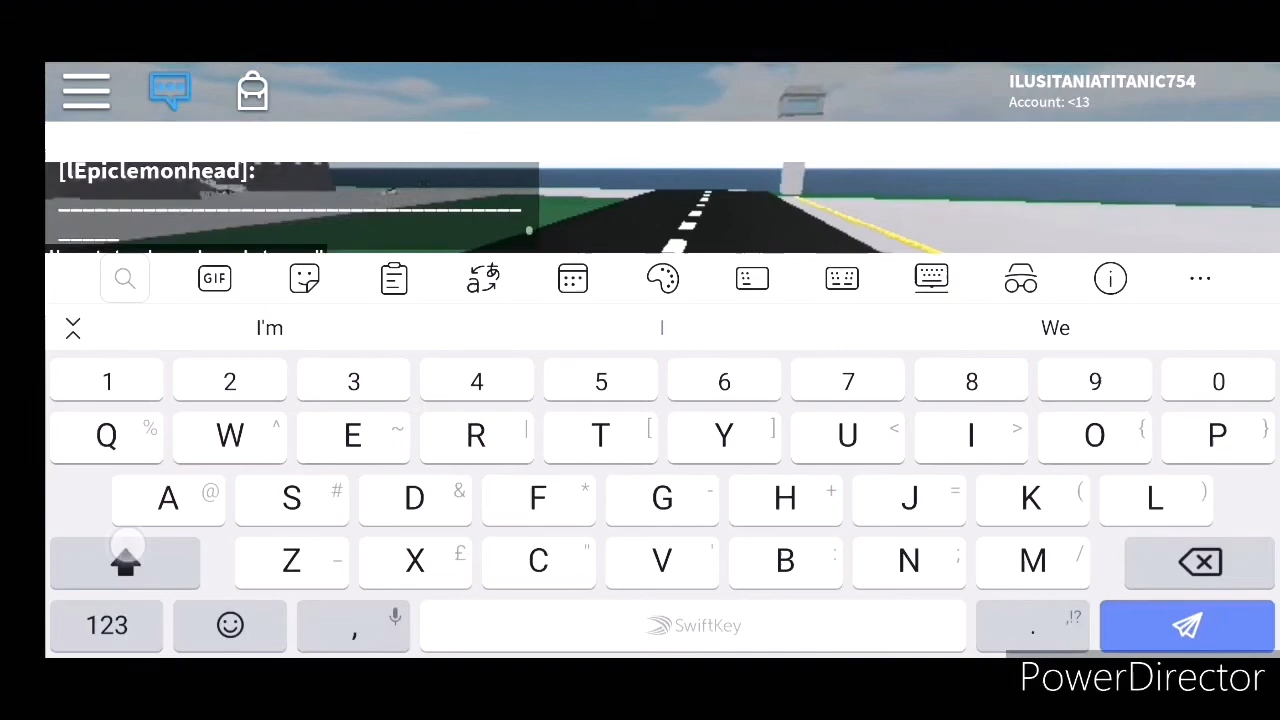 ILUSITANIATITANIC754
Account: <13
[lEpiclemonhead]:
GIF
I'm I We
1 2 3 4 5 6 7 8 9 0
Q % W ^ E ~ R | T [ Y ] U < I > O { P }
A @ S # D & F * G - H + J = K ( L )
Z _ X £ C " V ' B : N ; M /
123 , SwiftKey . ,!?
PowerDirector